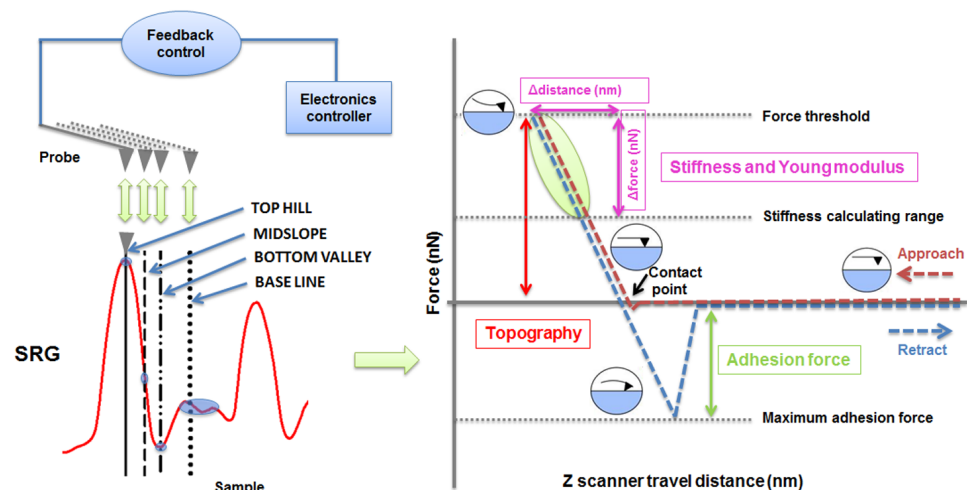 Feedback
control
Electronics
controller
Probe
TOP HILL
MIDSLOPE
BOTTOM VALLEY
BASE LINE
SRG
Sample
Force (nN)
Δdistance (nm)
Δforce (nN)
Force threshold
Stiffness and Young modulus
Stiffness calculating range
Contact
point
Approach
Topography
Retract
Adhesion force
Maximum adhesion force
Z scanner travel distance (nm)